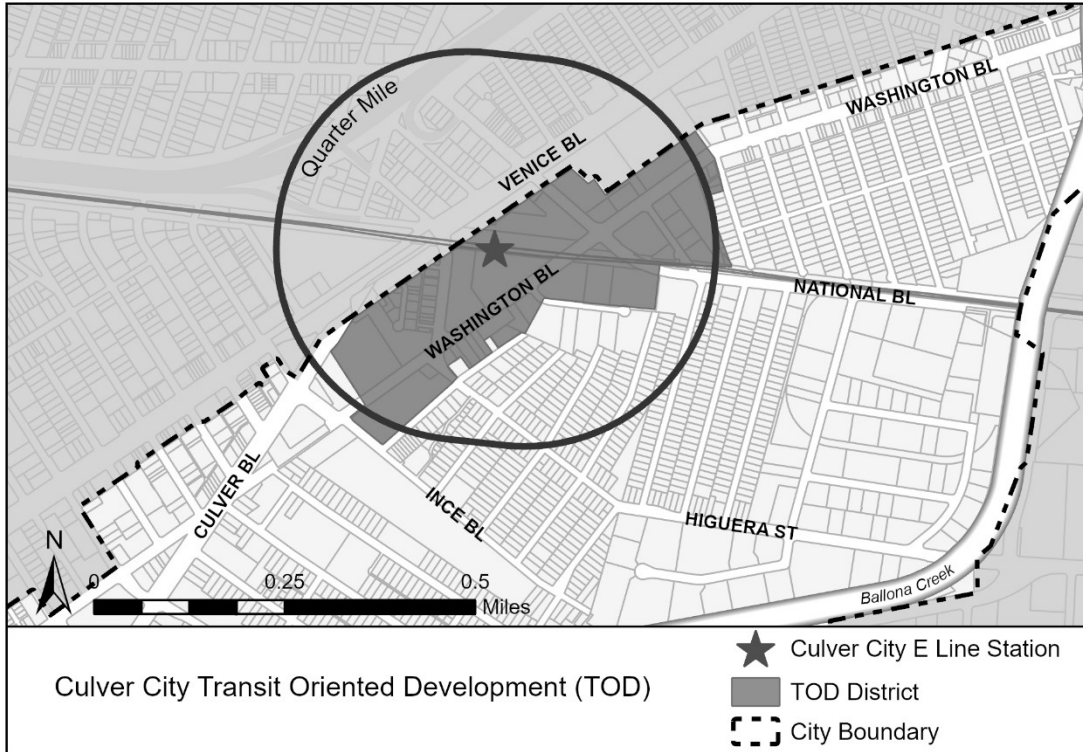 WASHINGTON BL
Quarter Mile
VENICE BL
WASHINGTON BL
NATIONAL BL
CULVER BL
INCE BL
HIGUERA ST
Ballona Creek
N
0 0.25 0.5
Miles
Culver City Transit Oriented Development (TOD)
Culver City E Line Station
TOD District
City Boundary